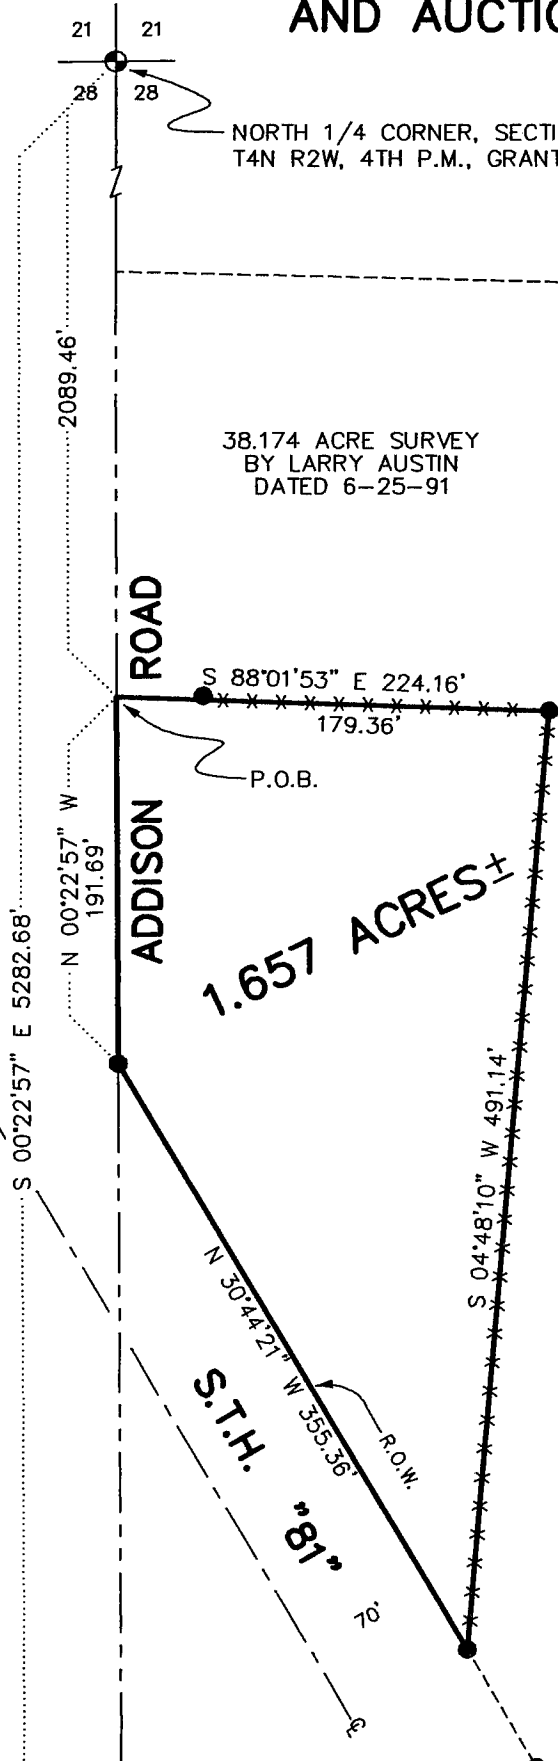 AND AUCTIO
21 21
28 28
NORTH 1/4 CORNER, SECTI
T4N R2W, 4TH P.M., GRANT
2089.46'
38.174 ACRE SURVEY
BY LARRY AUSTIN
DATED 6-25-91
ADDISON ROAD
S 88°01'53" E 224.16'
179.36'
P.O.B.
N 00°22'57" W
191.69'
1.657 ACRES±
S 00°22'57" E 5282.68'
S 04°48'10" W 491.14'
N 30°44'21" W 355.36'
R.O.W.
S.T.H. "81"
70'